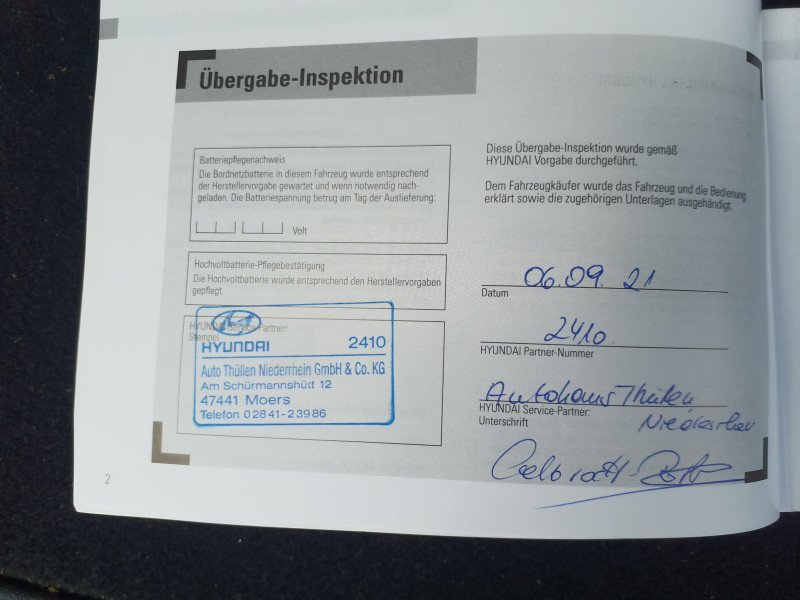 Übergabe-Inspektion
Batteriepflegenachweis
Die Bordnetzbatterie in diesem Fahrzeug wurde entsprechend
der Herstellervorgabe gewartet und wenn notwendig nach-
geladen. Die Batteriespannung betrug am Tag der Auslieferung:
Volt
Hochvoltbatterie-Pflegebestätigung
Die Hochvoltbatterie wurde entsprechend den Herstellervorgaben
gepflegt.
HYUNDAI Service-Partner:
Stempel
HYUNDAI 2410
Auto Thüllen Niederrhein GmbH & Co. KG
Am Schürmannshütt 12
47441 Moers
Telefon 02841-23986
Diese Übergabe-Inspektion wurde gemäß
HYUNDAI Vorgabe durchgeführt.
Dem Fahrzeugkäufer wurde das Fahrzeug und die Bedienung
erklärt sowie die zugehörigen Unterlagen ausgehändigt.
06.09.21
Datum
2410
HYUNDAI Partner-Nummer
Autohaus Thüllen
HYUNDAI Service-Partner:
Unterschrift
2